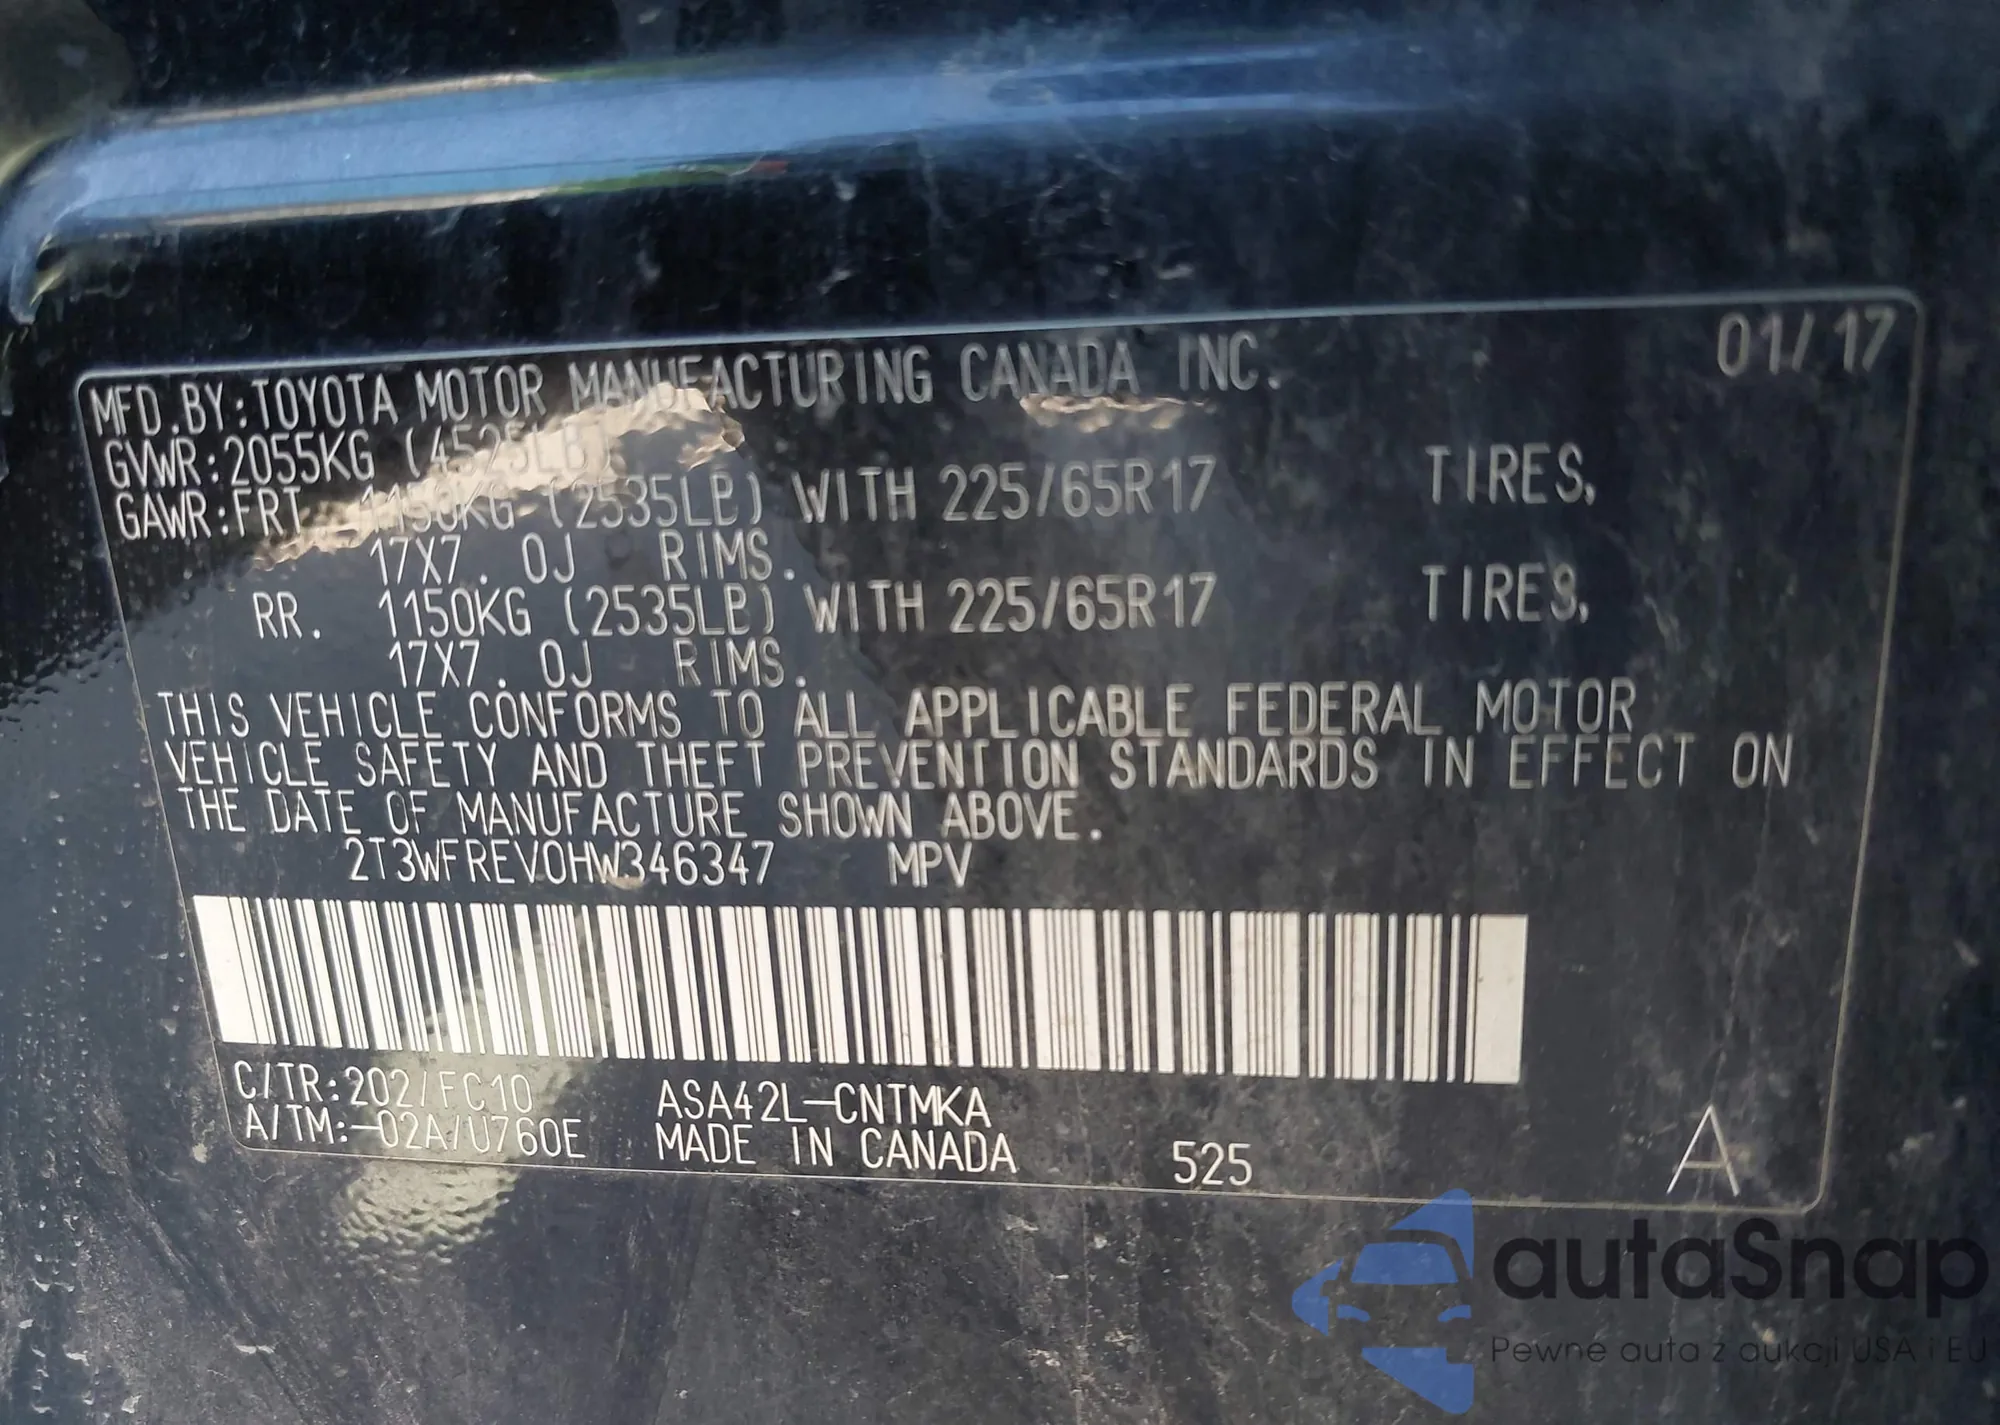 01/17
MFD.BY:TOYOTA MOTOR MANUFACTURING CANADA INC.
GVWR:2055KG (4525LB)
GAWR:FRT. 1150KG (2535LB) WITH 225/65R17 TIRES,
17X7.0J RIMS.
RR. 1150KG (2535LB) WITH 225/65R17 TIRES,
17X7.0J RIMS.
THIS VEHICLE CONFORMS TO ALL APPLICABLE FEDERAL MOTOR
VEHICLE SAFETY AND THEFT PREVENTION STANDARDS IN EFFECT ON
THE DATE OF MANUFACTURE SHOWN ABOVE.
2T3WFREV0HW346347 MPV
C/TR:202/FC10 ASA42L-CNTMKA
A/TM:-02A/U760E MADE IN CANADA 525 A
autaSnap
Pewne auta z aukcji USA i EU